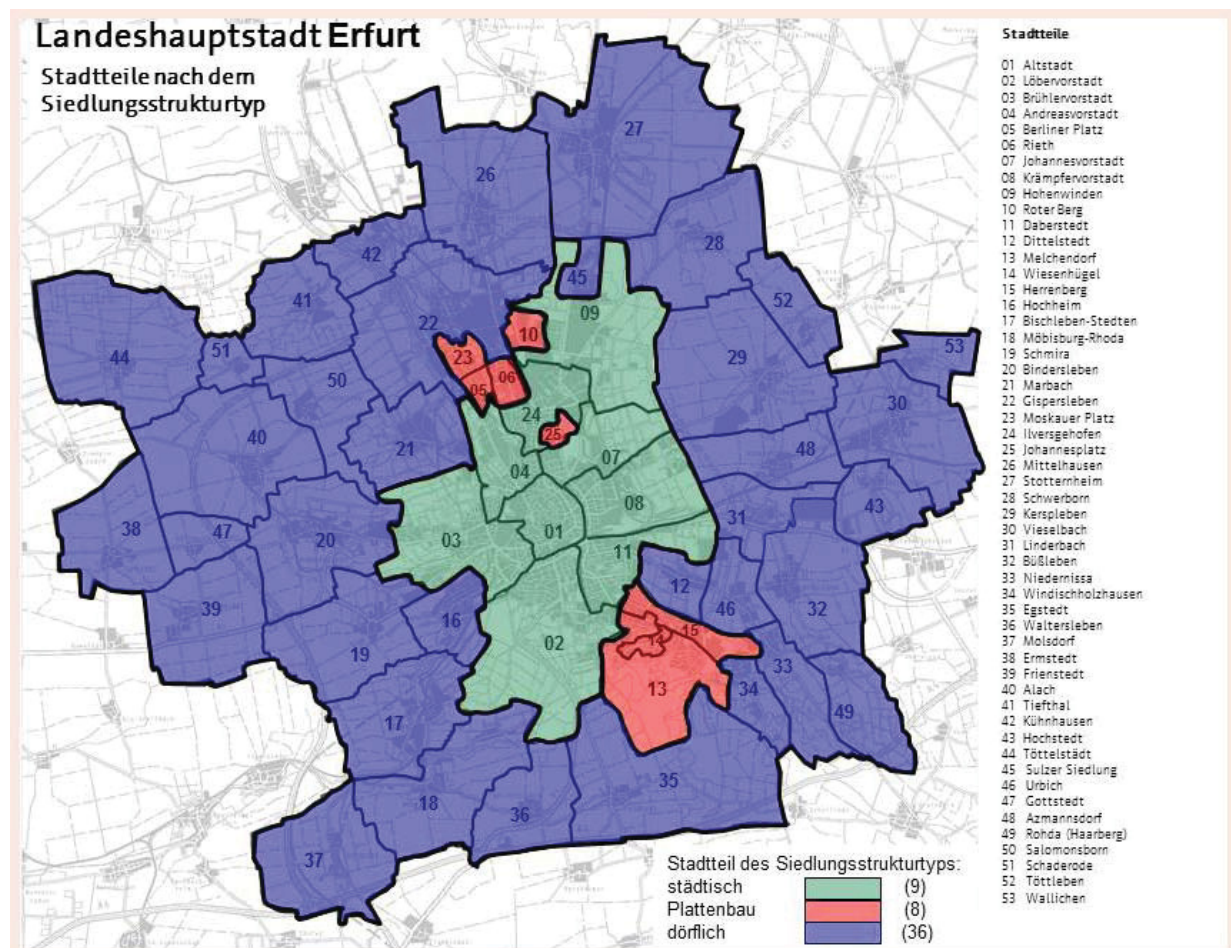 Landeshauptstadt Erfurt
Stadtteile nach dem
Siedlungsstrukturtyp
27
26
28
42
45
52
41
09
22
10
53
44
51
23
29
06
50
05
30
24
25
40
21
48
07
04
08
43
38
47
31
01
20
03
11
12
39
16
46
32
02
15
14
19
33
13
34
17
49
35
18
36
37
Stadtteil des Siedlungsstrukturtyps:
städtisch (9)
Plattenbau (8)
dörflich (36)
Stadtteile
01 Altstadt
02 Löbervorstadt
03 Brühlervorstadt
04 Andreasvorstadt
05 Berliner Platz
06 Rieth
07 Johannesvorstadt
08 Krämpfervorstadt
09 Hohenwinden
10 Roter Berg
11 Daberstedt
12 Dittelstedt
13 Melchendorf
14 Wiesenhügel
15 Herrenberg
16 Hochheim
17 Bischleben-Stedten
18 Möbisburg-Rhoda
19 Schmira
20 Bindersleben
21 Marbach
22 Gispersleben
23 Moskauer Platz
24 Ilversgehofen
25 Johannesplatz
26 Mittelhausen
27 Stotternheim
28 Schwerborn
29 Kerspleben
30 Vieselbach
31 Linderbach
32 Büßleben
33 Niedernissa
34 Windischholzhausen
35 Egstedt
36 Waltersleben
37 Molsdorf
38 Ermstedt
39 Frienstedt
40 Alach
41 Tiefthal
42 Kühnhausen
43 Hochstedt
44 Töttelstädt
45 Sulzer Siedlung
46 Urbich
47 Gottstedt
48 Azmannsdorf
49 Rohda (Haarberg)
50 Salomonsborn
51 Schaderode
52 Töttleben
53 Wallichen